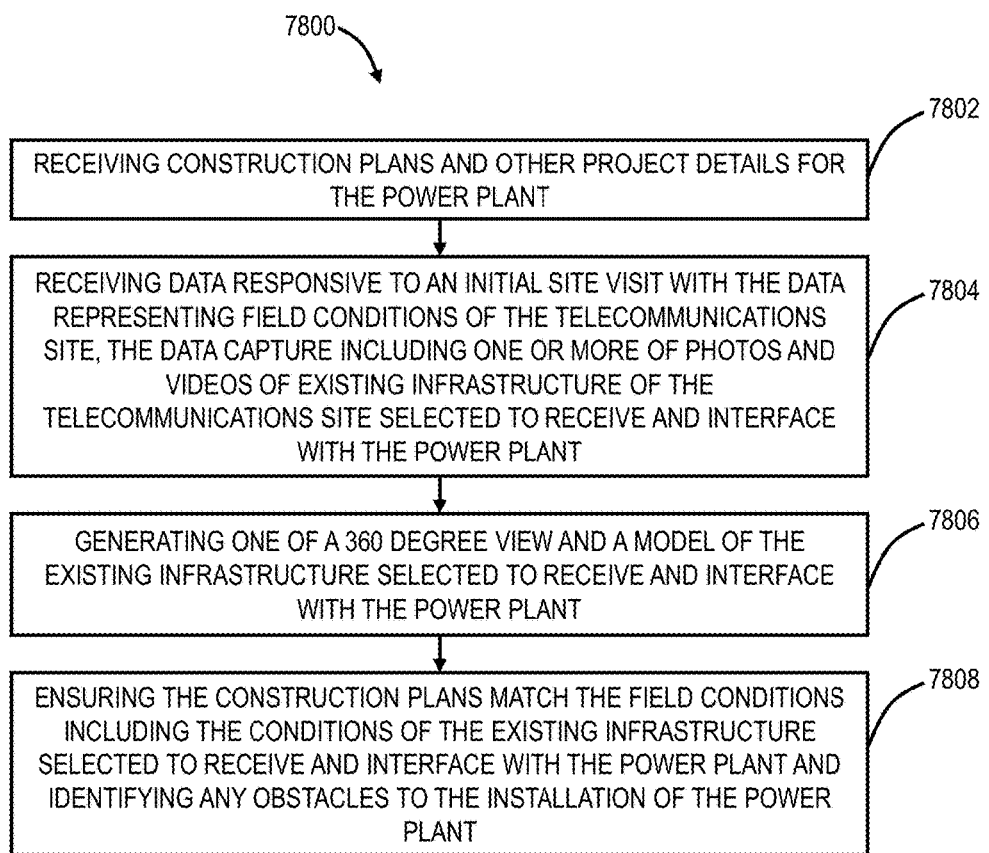 7800
7802
RECEIVING CONSTRUCTION PLANS AND OTHER PROJECT DETAILS FOR
THE POWER PLANT
7804
RECEIVING DATA RESPONSIVE TO AN INITIAL SITE VISIT WITH THE DATA
REPRESENTING FIELD CONDITIONS OF THE TELECOMMUNICATIONS
SITE, THE DATA CAPTURE INCLUDING ONE OR MORE OF PHOTOS AND
VIDEOS OF EXISTING INFRASTRUCTURE OF THE
TELECOMMUNICATIONS SITE SELECTED TO RECEIVE AND INTERFACE
WITH THE POWER PLANT
7806
GENERATING ONE OF A 360 DEGREE VIEW AND A MODEL OF THE
EXISTING INFRASTRUCTURE SELECTED TO RECEIVE AND INTERFACE
WITH THE POWER PLANT
7808
ENSURING THE CONSTRUCTION PLANS MATCH THE FIELD CONDITIONS
INCLUDING THE CONDITIONS OF THE EXISTING INFRASTRUCTURE
SELECTED TO RECEIVE AND INTERFACE WITH THE POWER PLANT AND
IDENTIFYING ANY OBSTACLES TO THE INSTALLATION OF THE POWER
PLANT